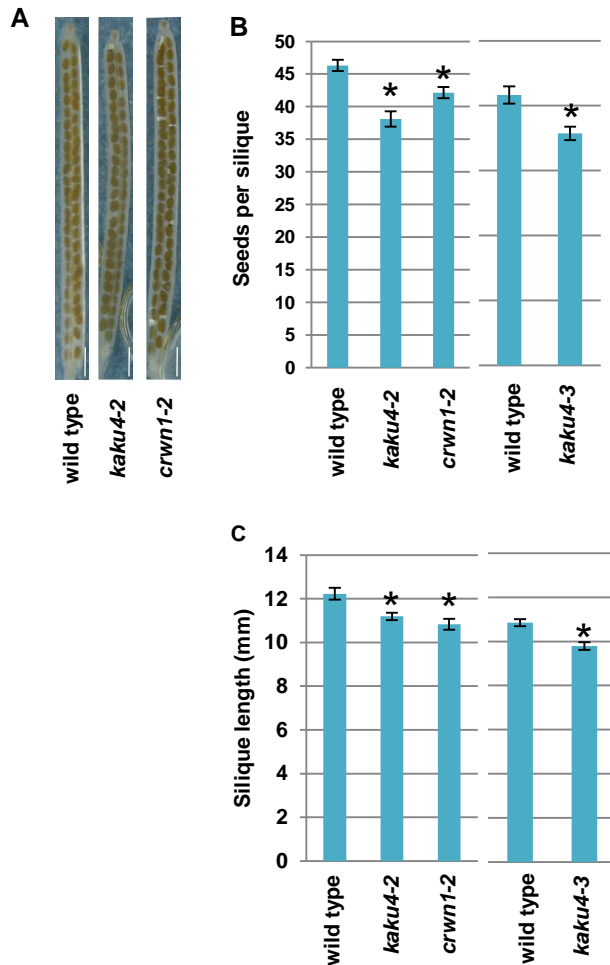 A
wild type
kaku4-2
crwn1-2
B
Seeds per silique
50
45
40
35
30
25
20
15
10
5
0
*
*
*
wild type
kaku4-2
crwn1-2
wild type
kaku4-3
C
Silique length (mm)
14
12
10
8
6
4
2
0
*
*
*
wild type
kaku4-2
crwn1-2
wild type
kaku4-3